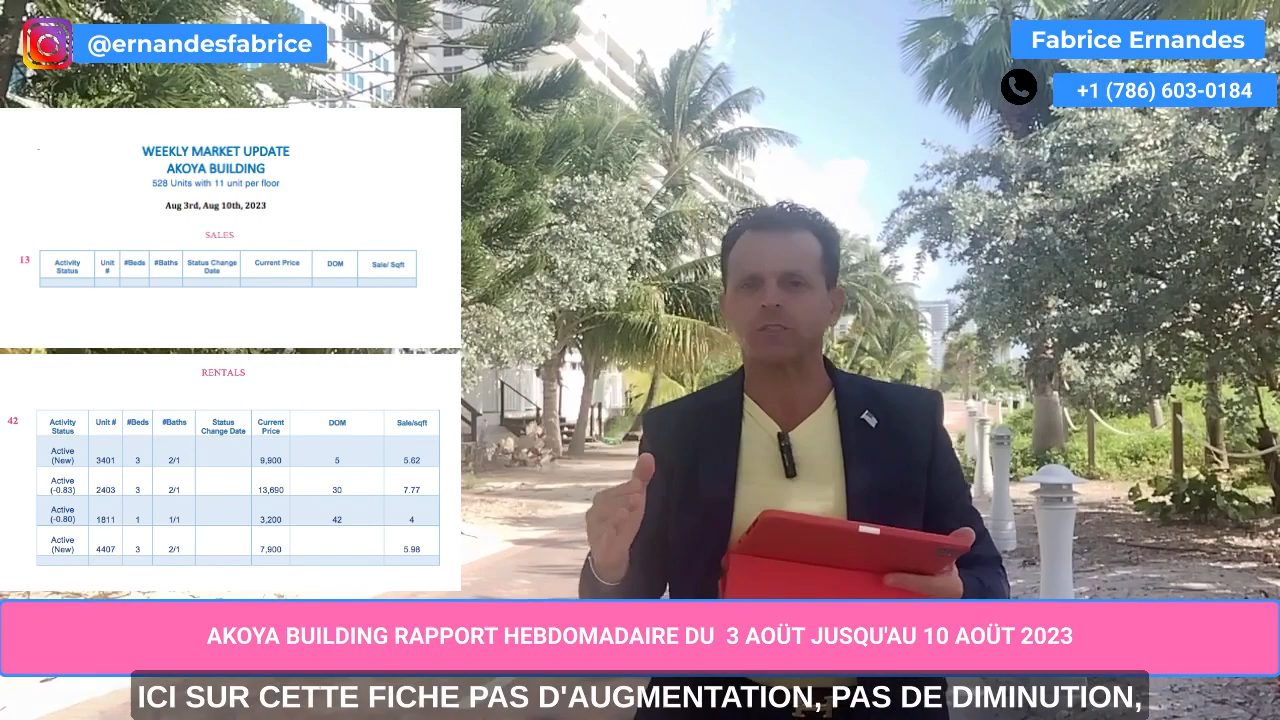 @ernandesfabrice
Fabrice Ernandes
+1 (786) 603-0184
WEEKLY MARKET UPDATE
AKOYA BUILDING
528 Units with 11 unit per floor
Aug 3rd, Aug 10th, 2023
SALES
13
Activity Status Unit # #Beds #Baths Status Change Date Current Price DOM Sale/ Sqft
RENTALS
42
Activity Status Unit # #Beds #Baths Status Change Date Current Price DOM Sale/sqft
Active (New) 3401 3 2/1 9,900 5 5.62
Active (-0.83) 2403 3 2/1 13,690 30 7.77
Active (-0.80) 1811 1 1/1 3,200 42 4
Active (New) 4407 3 2/1 7,900 5.98
AKOYA BUILDING RAPPORT HEBDOMADAIRE DU 3 AOÜT JUSQU'AU 10 AOÜT 2023
ICI SUR CETTE FICHE PAS D'AUGMENTATION, PAS DE DIMINUTION,